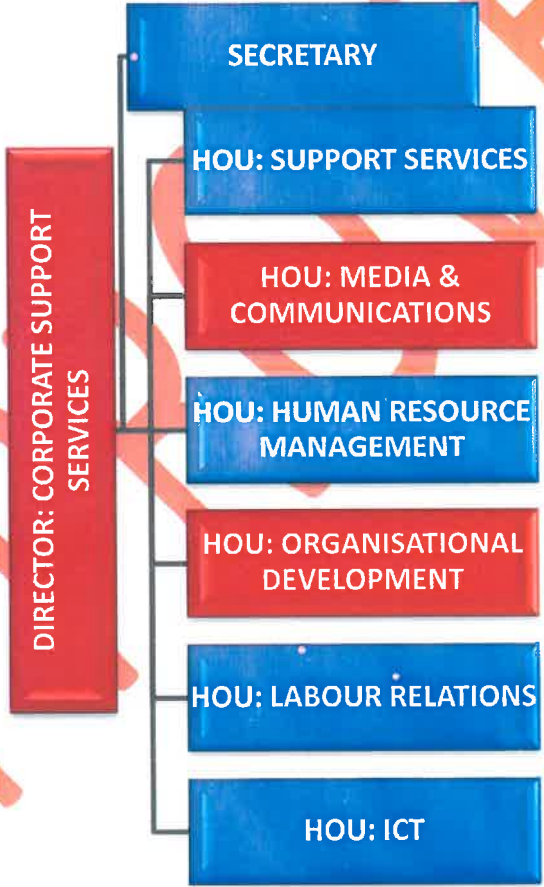 SECRETARY
HOU: SUPPORT SERVICES
HOU: MEDIA &
COMMUNICATIONS
DIRECTOR: CORPORATE SUPPORT
SERVICES
HOU: HUMAN RESOURCE
MANAGEMENT
HOU: ORGANISATIONAL
DEVELOPMENT
HOU: LABOUR RELATIONS
HOU: ICT